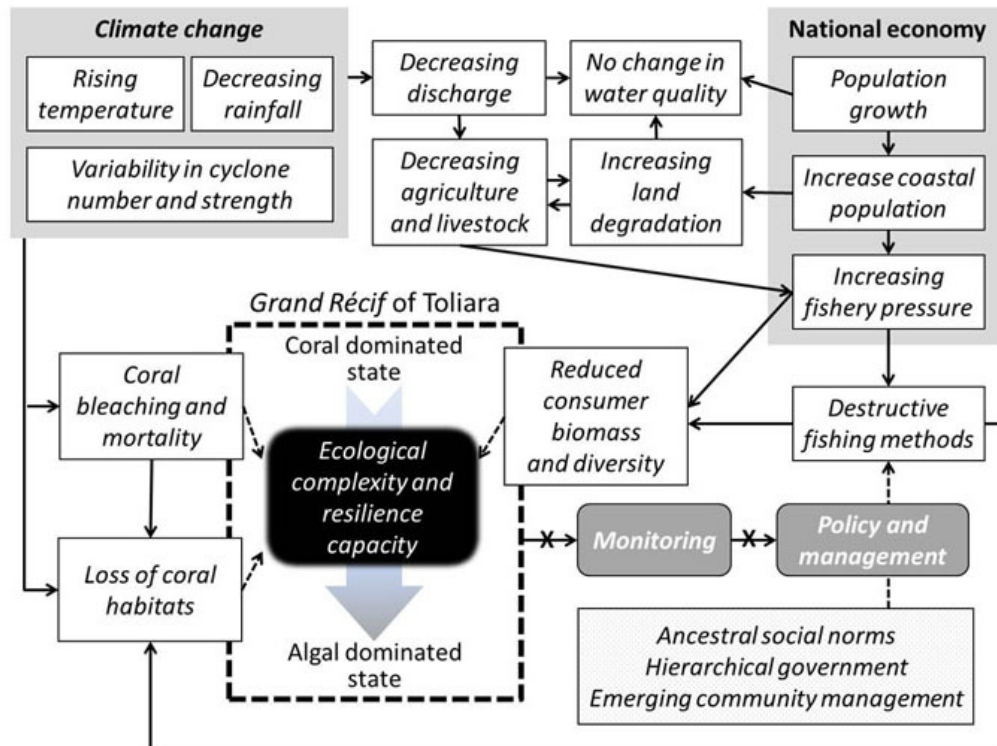 Climate change
Rising
temperature
Decreasing
rainfall
Variability in cyclone
number and strength
Decreasing
discharge
No change in
water quality
Decreasing
agriculture
and livestock
Increasing
land
degradation
National economy
Population
growth
Increase coastal
population
Increasing
fishery pressure
Grand Récif of Toliara
Coral dominated
state
Coral
bleaching and
mortality
Ecological
complexity and
resilience
capacity
Reduced
consumer
biomass
and diversity
Destructive
fishing methods
Loss of coral
habitats
X
Monitoring
X
Policy and
management
Algal dominated
state
Ancestral social norms
Hierarchical government
Emerging community management